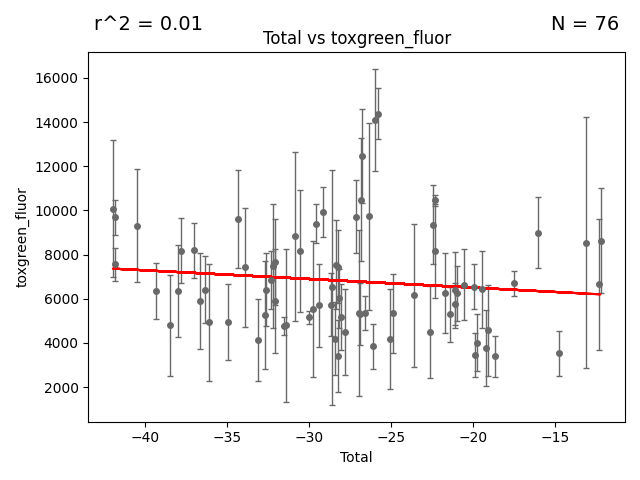 r^2 = 0.01
N = 76
Total vs toxgreen_fluor
16000
14000
12000
10000
8000
6000
4000
2000
toxgreen_fluor
−40
−35
−30
−25
−20
−15
Total